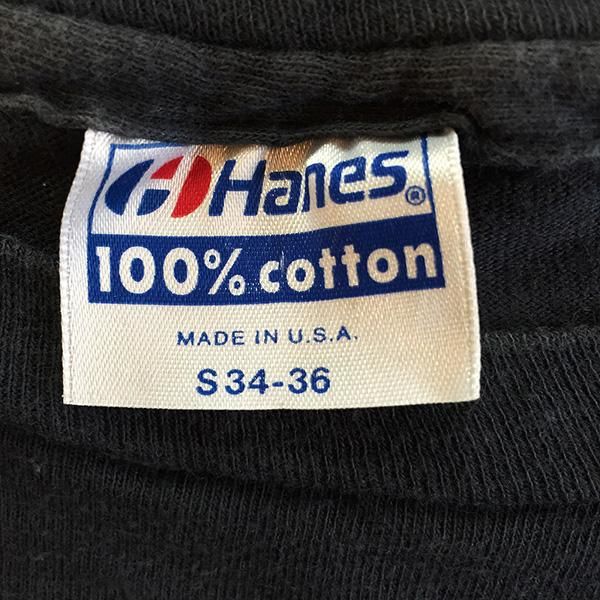 Hanes®
100% cotton
MADE IN U.S.A.
S 34-36